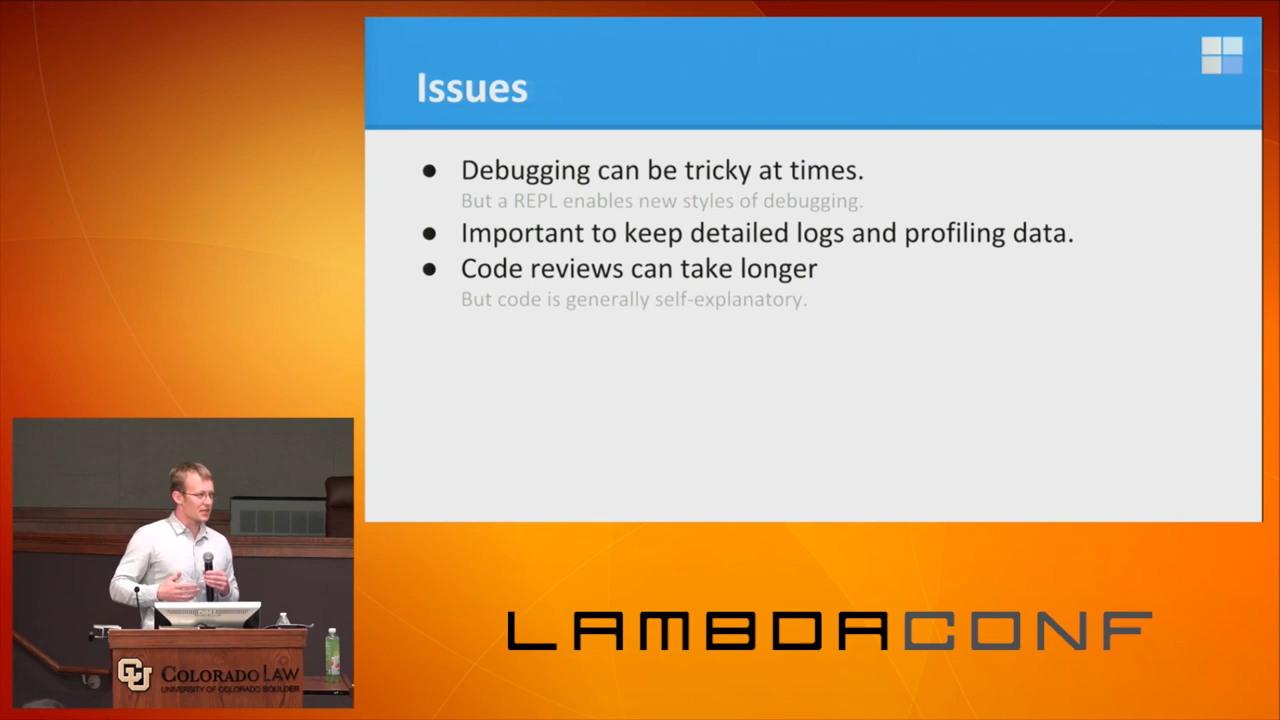 Issues
● Debugging can be tricky at times.
But a REPL enables new styles of debugging.
● Important to keep detailed logs and profiling data.
● Code reviews can take longer
But code is generally self-explanatory.
DELL
CU COLORADO LAW
UNIVERSITY OF COLORADO BOULDER
LAMBDACONF